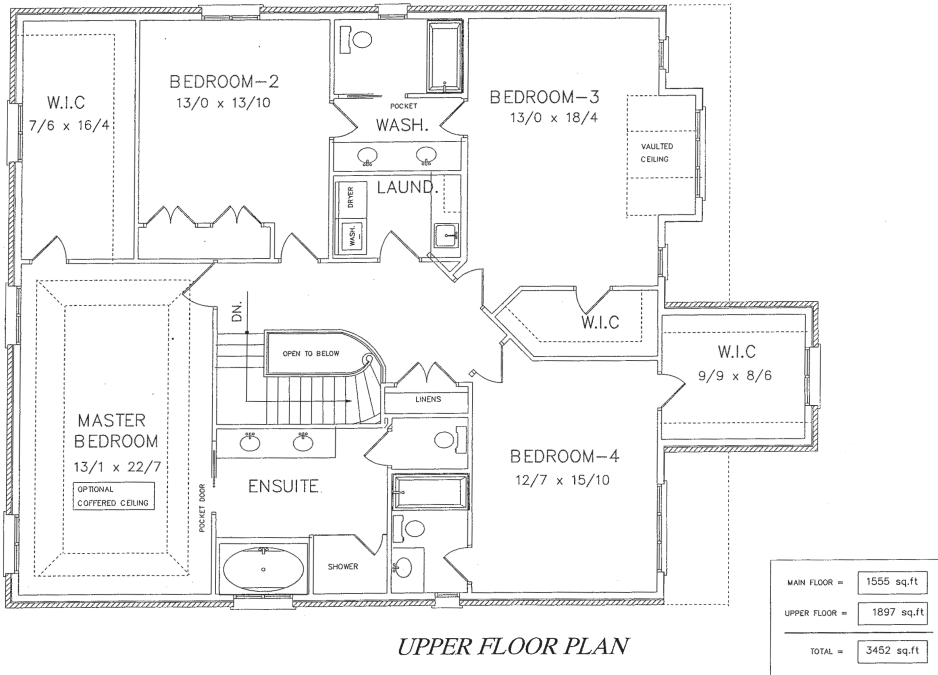 BEDROOM-2
13/0 x 13/10
W.I.C
7/6 x 16/4
POCKET
WASH.
BEDROOM-3
13/0 x 18/4
VAULTED
CEILING
LAUND.
DRYER
WASH.
DN.
OPEN TO BELOW
W.I.C
W.I.C
9/9 x 8/6
LINENS
MASTER
BEDROOM
13/1 x 22/7
OPTIONAL
COFFERED CEILING
POCKET DOOR
ENSUITE.
BEDROOM-4
12/7 x 15/10
SHOWER
MAIN FLOOR = 1555 sq.ft
UPPER FLOOR = 1897 sq.ft
TOTAL = 3452 sq.ft
UPPER FLOOR PLAN